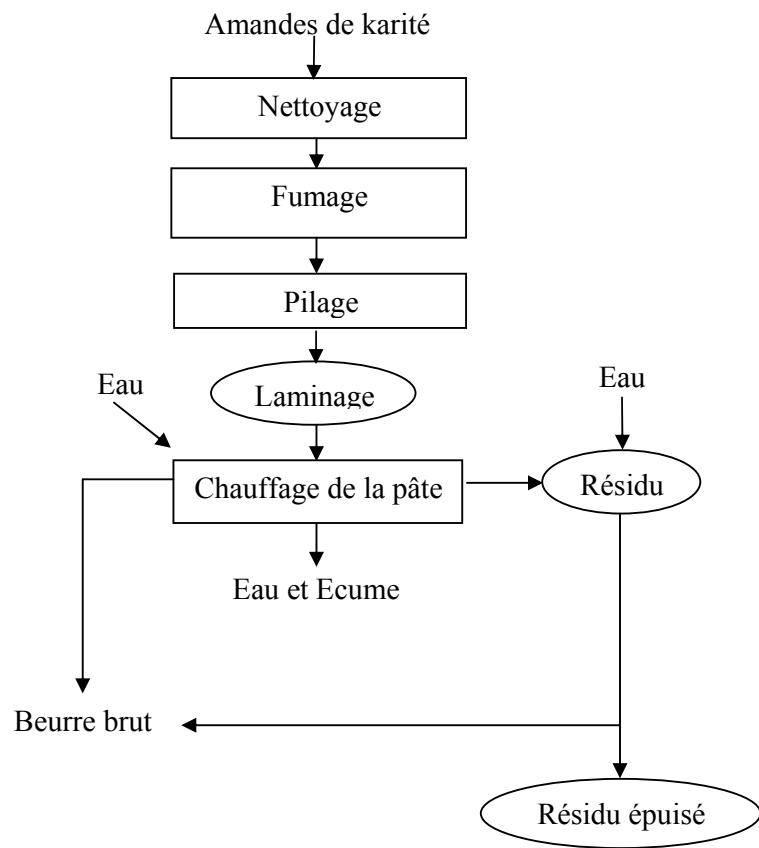 Amandes de karité
Nettoyage
Fumage
Pilage
Eau
Eau
Laminage
Chauffage de la pâte
Résidu
Eau et Ecume
Beurre brut
Résidu épuisé